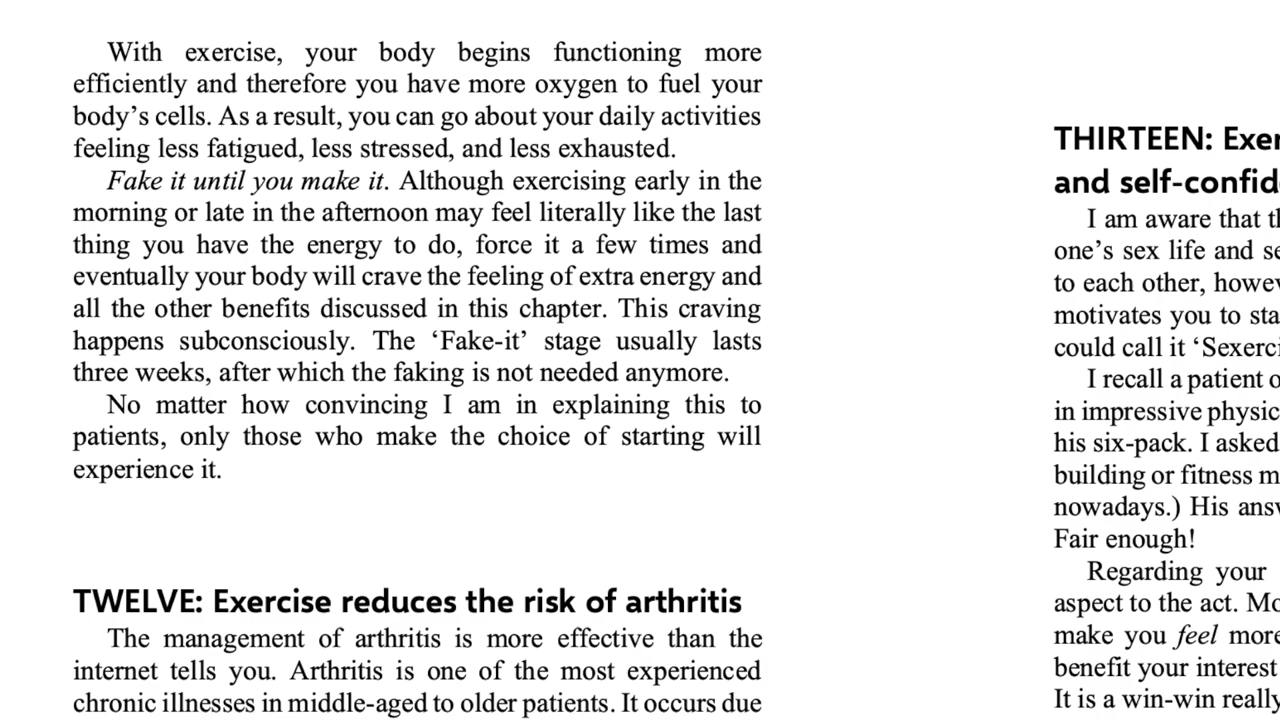 With exercise, your body begins functioning more
efficiently and therefore you have more oxygen to fuel your
body’s cells. As a result, you can go about your daily activities
feeling less fatigued, less stressed, and less exhausted.
Fake it until you make it. Although exercising early in the
morning or late in the afternoon may feel literally like the last
thing you have the energy to do, force it a few times and
eventually your body will crave the feeling of extra energy and
all the other benefits discussed in this chapter. This craving
happens subconsciously. The ‘Fake-it’ stage usually lasts
three weeks, after which the faking is not needed anymore.
No matter how convincing I am in explaining this to
patients, only those who make the choice of starting will
experience it.
TWELVE: Exercise reduces the risk of arthritis
The management of arthritis is more effective than the
internet tells you. Arthritis is one of the most experienced
chronic illnesses in middle-aged to older patients. It occurs due
THIRTEEN:
and
I am aware that
one’s sex life and
to each other,
motivates you to
could call it
I recall a patient
in impressive
his six-pack. I asked
building or fitness
nowadays.) His
Fair enough!
Regarding your
aspect to the act.
make you feel more
benefit your interest
It is a win-win